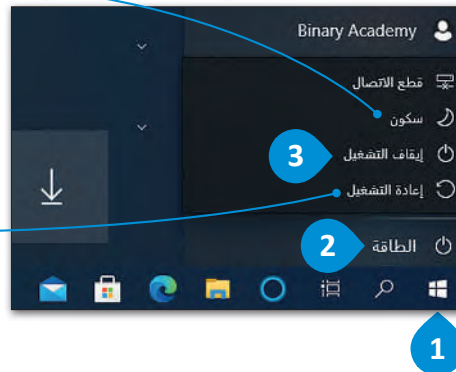 Binary Academy
قطع الاتصال
سكون
إيقاف التشغيل
3
إعادة التشغيل
الطاقة
2
1